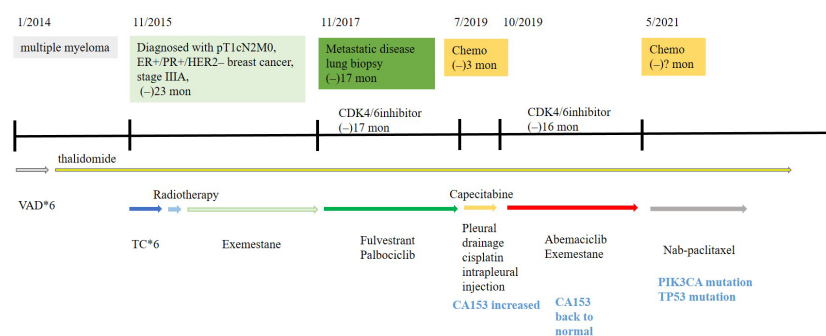 1/2014
11/2015
11/2017
7/2019
10/2019
5/2021
multiple myeloma
Diagnosed with pT1cN2M0,
ER+/PR+/HER2– breast cancer,
stage IIIA,
(–)23 mon
Metastatic disease
lung biopsy
(–)17 mon
Chemo
(–)3 mon
Chemo
(–)? mon
CDK4/6inhibitor
(–)17 mon
CDK4/6inhibitor
(–)16 mon
thalidomide
VAD*6
Radiotherapy
Capecitabine
TC*6
Exemestane
Fulvestrant
Palbociclib
Pleural
drainage
cisplatin
intrapleural
injection
Abemaciclib
Exemestane
Nab-paclitaxel
CA153 increased
CA153
back to
normal
PIK3CA mutation
TP53 mutation